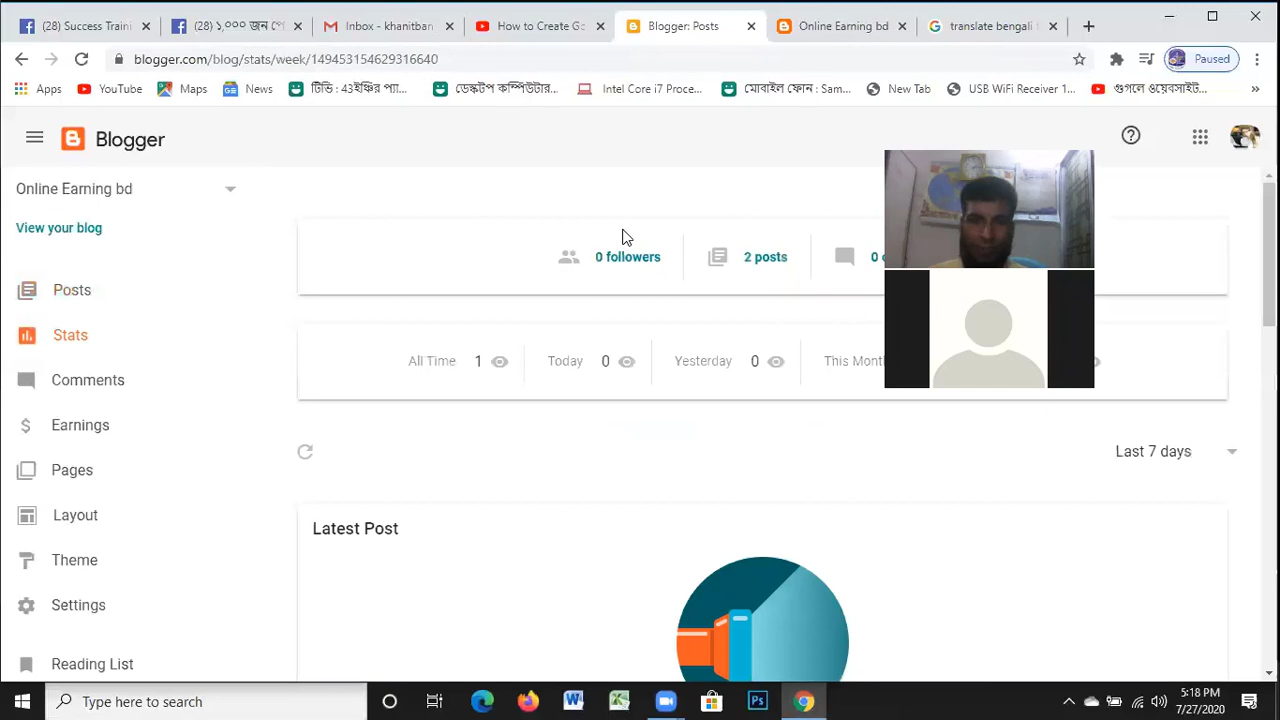 (28) Success Train
(28) ১,০০০ জন পে
Inbox - khanitban
How to Create Go
Blogger: Posts
Online Earning bd
translate bengali t
blogger.com/blog/stats/week/149453154629316640
Paused
Apps
YouTube
Maps
News
টিভি : 43ইঞ্চির প্যা...
ডেস্কটপ কম্পিউটার...
Intel Core i7 Proce...
মোবাইল ফোন : Sam...
New Tab
USB WiFi Receiver 1...
গুগলে ওয়েবসাইট...
»
Blogger
Online Earning bd
View your blog
0 followers
2 posts
0 c
Posts
Stats
All Time 1
Today 0
Yesterday 0
This Month
Comments
Earnings
Last 7 days
Pages
Layout
Latest Post
Theme
Settings
Reading List
Type here to search
5:18 PM
7/27/2020